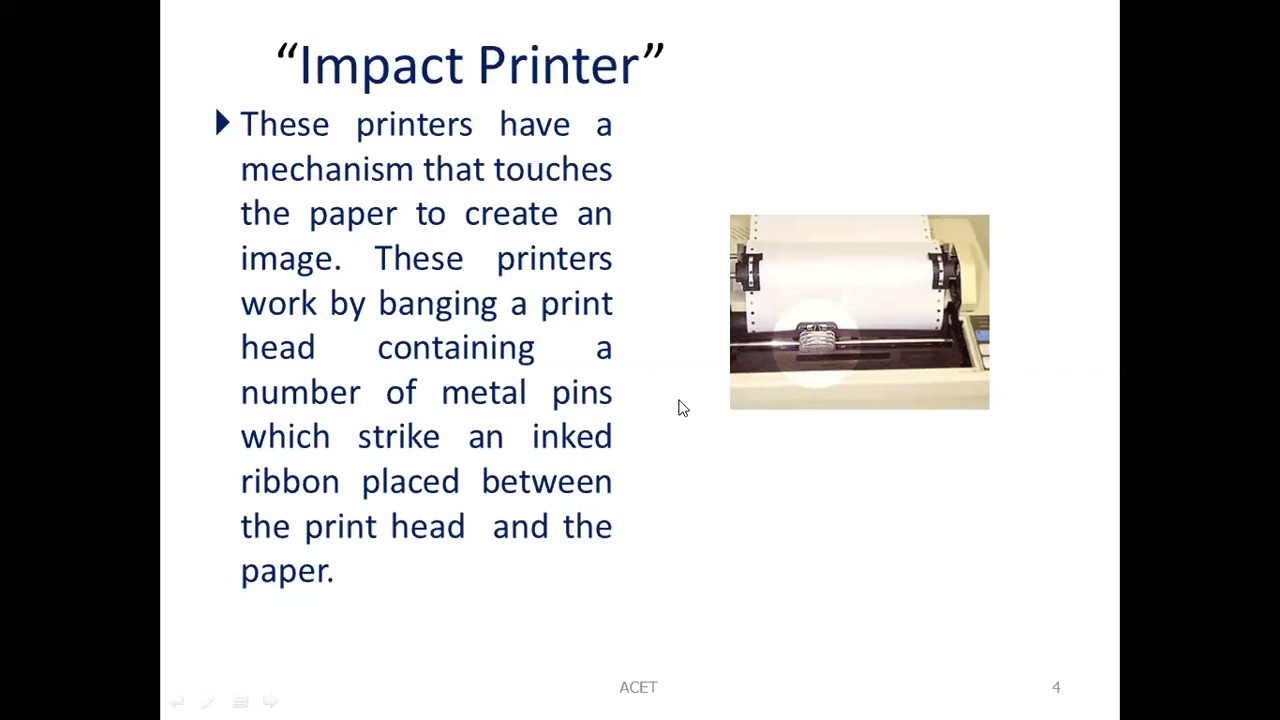 “Impact Printer”
These printers have a
mechanism that touches
the paper to create an
image. These printers
work by banging a print
head containing a
number of metal pins
which strike an inked
ribbon placed between
the print head and the
paper.
ACET
4